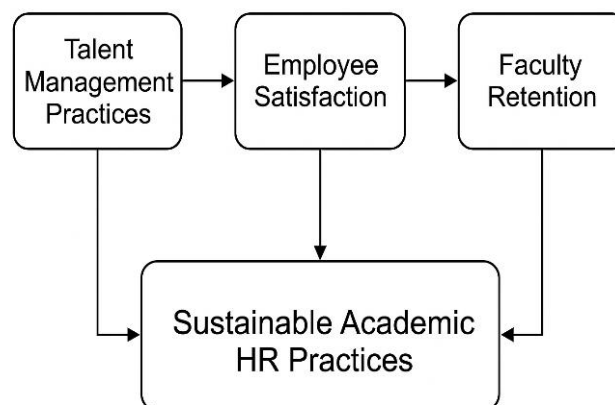 Talent
Management
Practices
Employee
Satisfaction
Faculty
Retention
Sustainable Academic
HR Practices